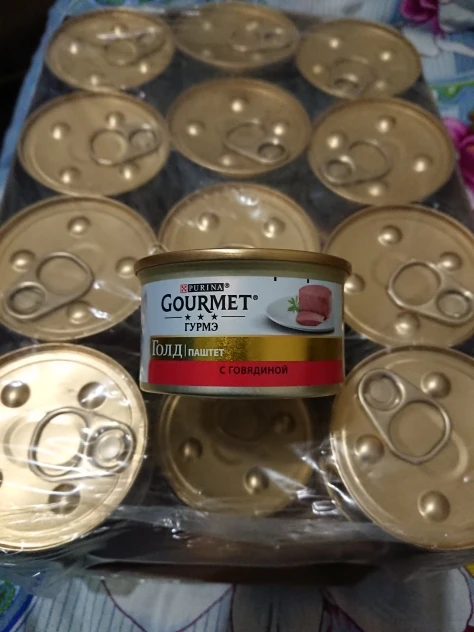 PURINA®
GOURMET®
ГУРМЭ
ГОЛД | ПАШТЕТ
С ГОВЯДИНОЙ